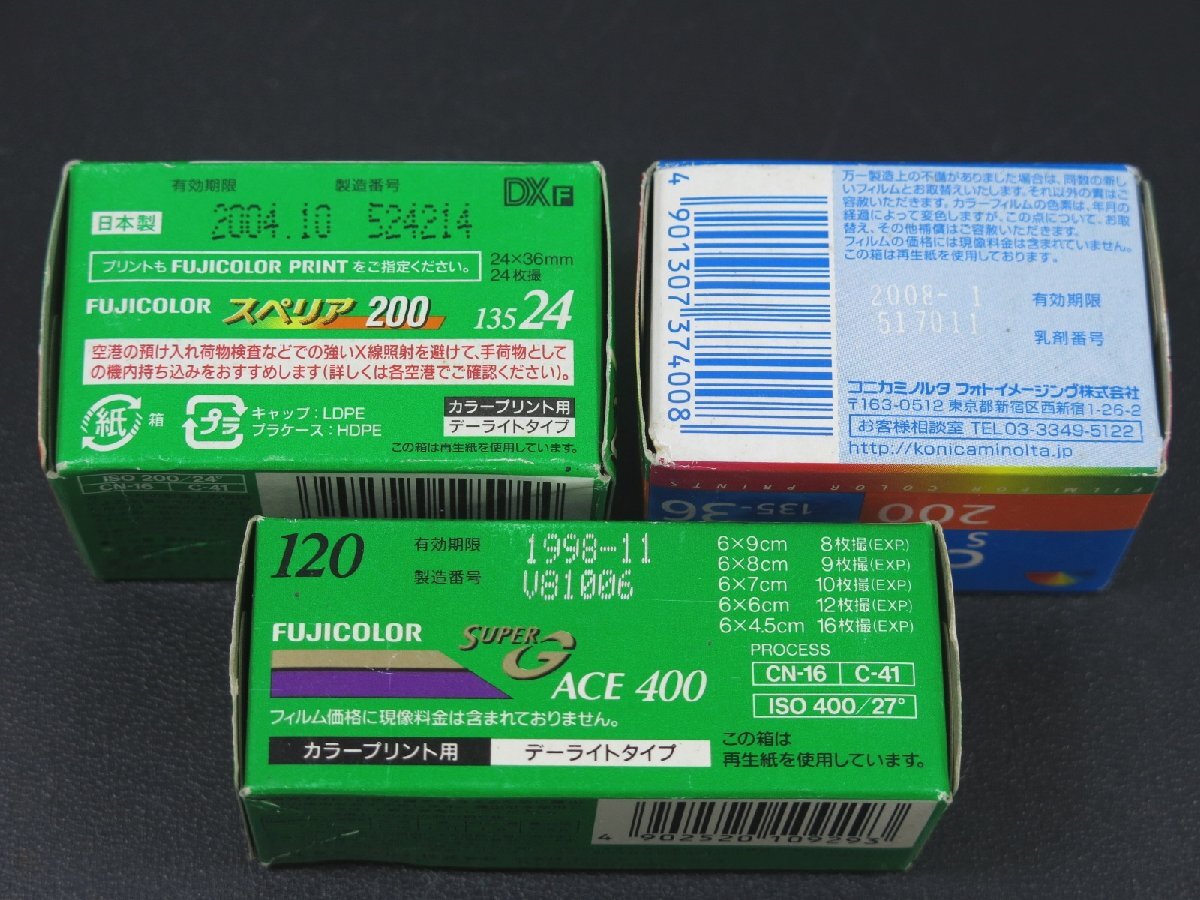 有効期限 製造番号 DX F
日本製 2004.10 524214
プリントも FUJICOLOR PRINT をご指定ください。 24×36mm
24枚撮
FUJICOLOR スペリア 200 135 24
空港の預け入れ荷物検査などでの強いX線照射を避けて、手荷物として
の機内持ち込みをおすすめします(詳しくは各空港でご確認ください)。
紙 箱 プラ キャップ：LDPE
プラケース：HDPE
カラープリント用
デーライトタイプ
この箱は再生紙を使用しています。
ISO 200/24°
CN-16 C-41
4 901307 374008
万一製造上の不備がありました場合は、同数の新し
いフィルムとお取替えいたします。それ以外の責はご
容赦いただきます。カラーフィルムの色素は、年月の
経過によって変色しますが、この点について、お取
替え、その他補償はご容赦いただきます。
フィルムの価格には現像料金は含まれていません。
この箱は再生紙を使用しております。
2008- 1 有効期限
517011 乳剤番号
コニカミノルタ フォトイメージング株式会社
〒163-0512 東京都新宿区西新宿1-26-2
お客様相談室 TEL 03-3349-5122
http://konicaminolta.jp
FILM FOR COLOR PRINTS
135-36
200
120 有効期限 1998-11
製造番号 V81006
6×9cm 8枚撮(EXP.)
6×8cm 9枚撮(EXP.)
6×7cm 10枚撮(EXP.)
6×6cm 12枚撮(EXP.)
6×4.5cm 16枚撮(EXP.)
FUJICOLOR SUPER G ACE 400
PROCESS
CN-16 C-41
ISO 400/27°
フィルム価格に現像料金は含まれておりません。
カラープリント用 デーライトタイプ
この箱は
再生紙を使用しています。
4 902520 109293